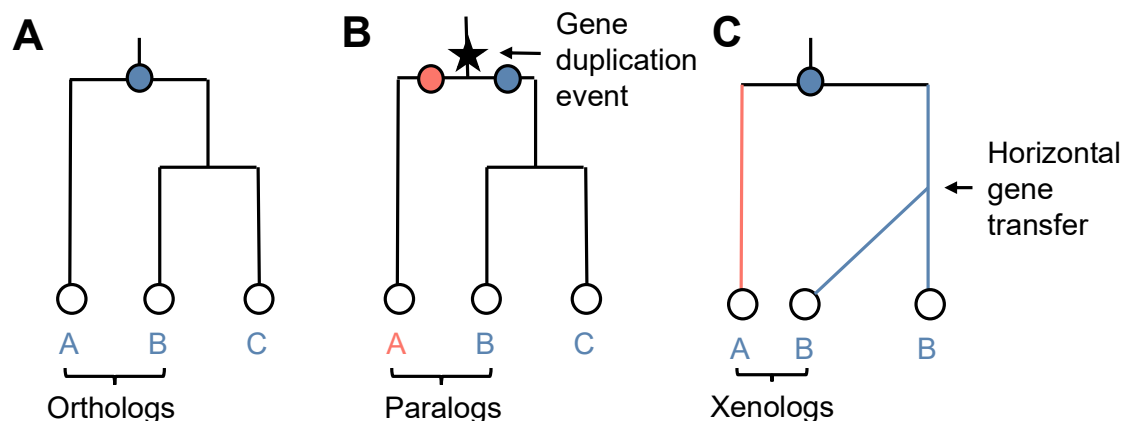 A
B
C
Gene
duplication
event
Horizontal
gene
transfer
A B C
A B C
A B B
Orthologs
Paralogs
Xenologs